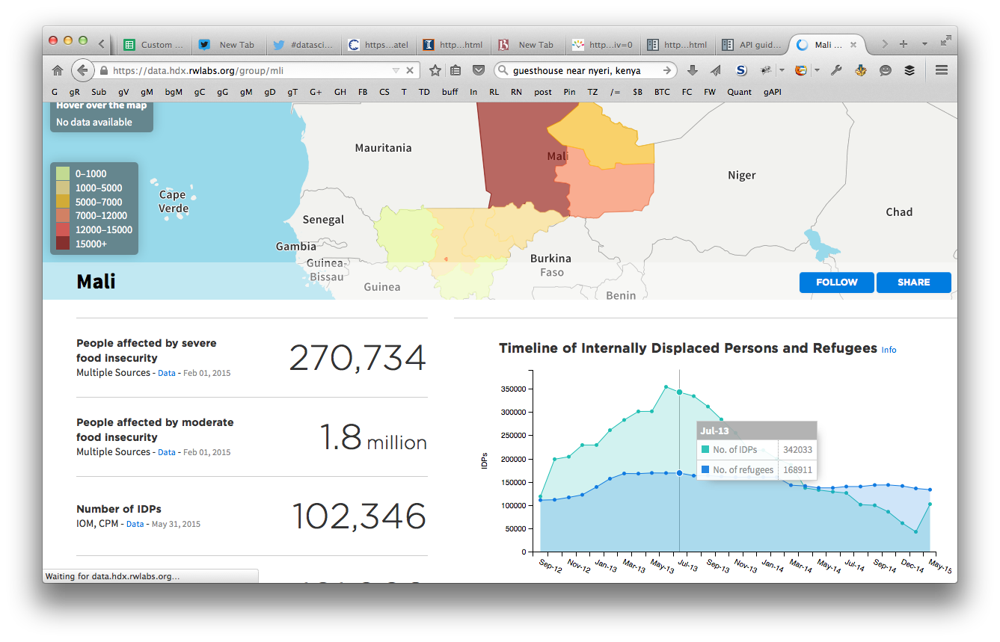 Custom ...
New Tab
#datasci...
https...atel
http...html
New Tab
http...iv=0
http...html
API guid...
Mali ...
https://data.hdx.rwlabs.org/group/mli
guesthouse near nyeri, kenya
G gR Sub gV gM bgM gC gG gM gD gT G+ GH FB CS T TD buff In RL RN post Pin TZ /= $B BTC FC FW Quant gAPI
Hover over the map
No data available
0–1000
1000–5000
5000–7000
7000–12000
12000–15000
15000+
Cape
Verde
Mauritania
Senegal
Gambia
Guinea-
Bissau
Guinea
Mali
Burkina
Faso
Benin
Niger
Chad
Mali
FOLLOW
SHARE
People affected by severe
food insecurity
Multiple Sources - Data - Feb 01, 2015
270,734
People affected by moderate
food insecurity
Multiple Sources - Data - Feb 01, 2015
1.8 million
Number of IDPs
IOM, CPM - Data - May 31, 2015
102,346
Timeline of Internally Displaced Persons and Refugees Info
IDPs
350000
300000
250000
200000
150000
100000
50000
0
Jul-13
No. of IDPs 342033
No. of refugees 168911
Sep-12 Nov-12 Jan-13 Mar-13 May-13 Jul-13 Sep-13 Nov-13 Jan-14 Mar-14 May-14 Jul-14 Sep-14 Dec-14 May-15
Waiting for data.hdx.rwlabs.org...